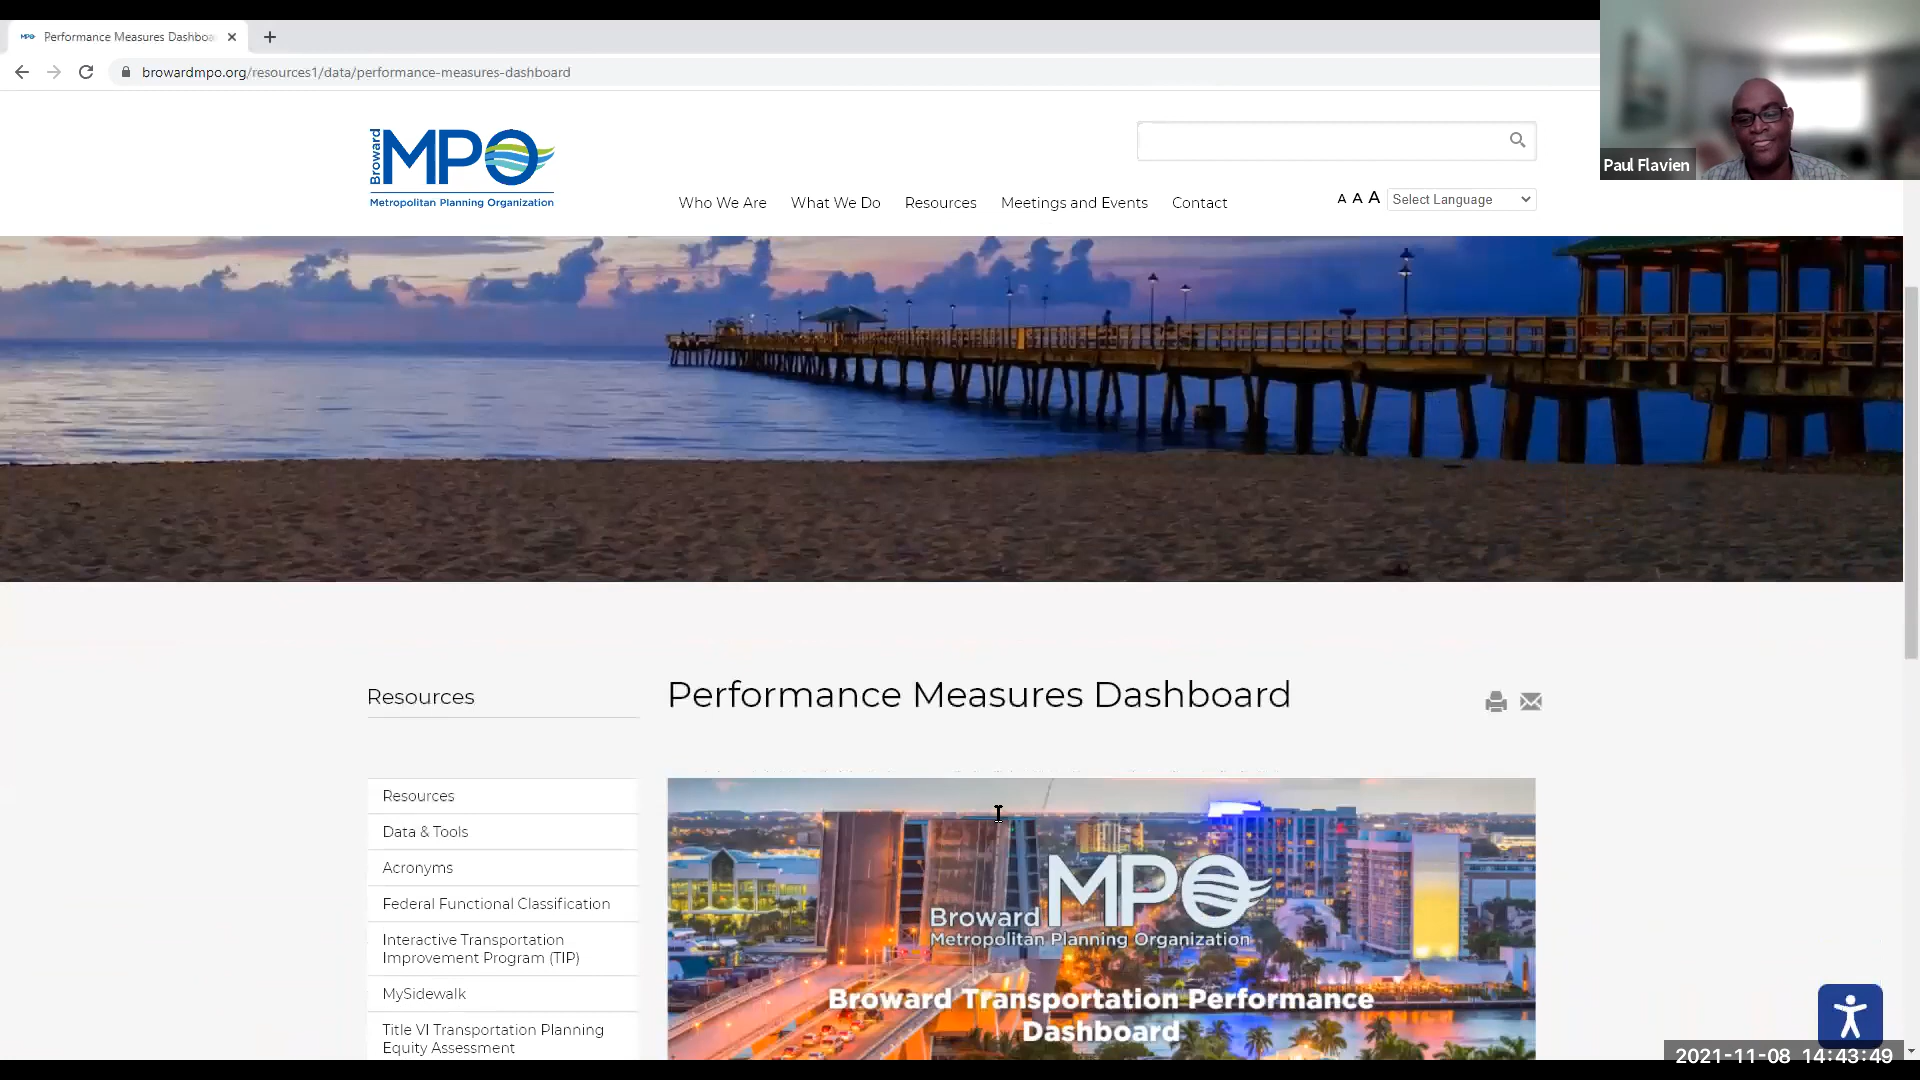 Performance Measures Dashboa
browardmpo.org/resources1/data/performance-measures-dashboard
Paul Flavien
Broward
MPO
Metropolitan Planning Organization
Who We Are
What We Do
Resources
Meetings and Events
Contact
A A A
Select Language
Resources
Performance Measures Dashboard
Resources
Data & Tools
Acronyms
Federal Functional Classification
Interactive Transportation
Improvement Program (TIP)
MySidewalk
Title VI Transportation Planning
Equity Assessment
Broward MPO
Metropolitan Planning Organization
Broward Transportation Performance
Dashboard
2021-11-08 14:43:49